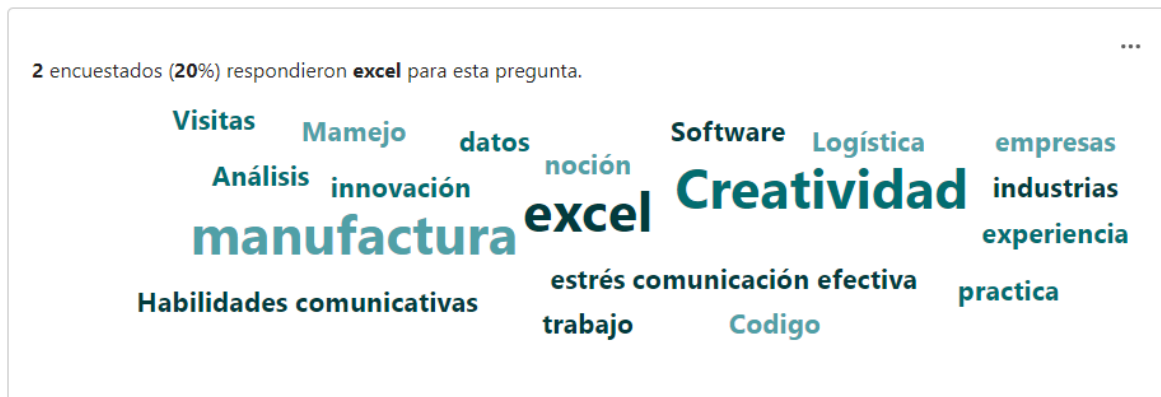 ...
2 encuestados (20%) respondieron excel para esta pregunta.
Visitas
Mamejo
datos
Software
Logística
empresas
noción
Análisis
innovación
Creatividad
industrias
excel
manufactura
experiencia
estrés comunicación efectiva
practica
Habilidades comunicativas
trabajo
Codigo